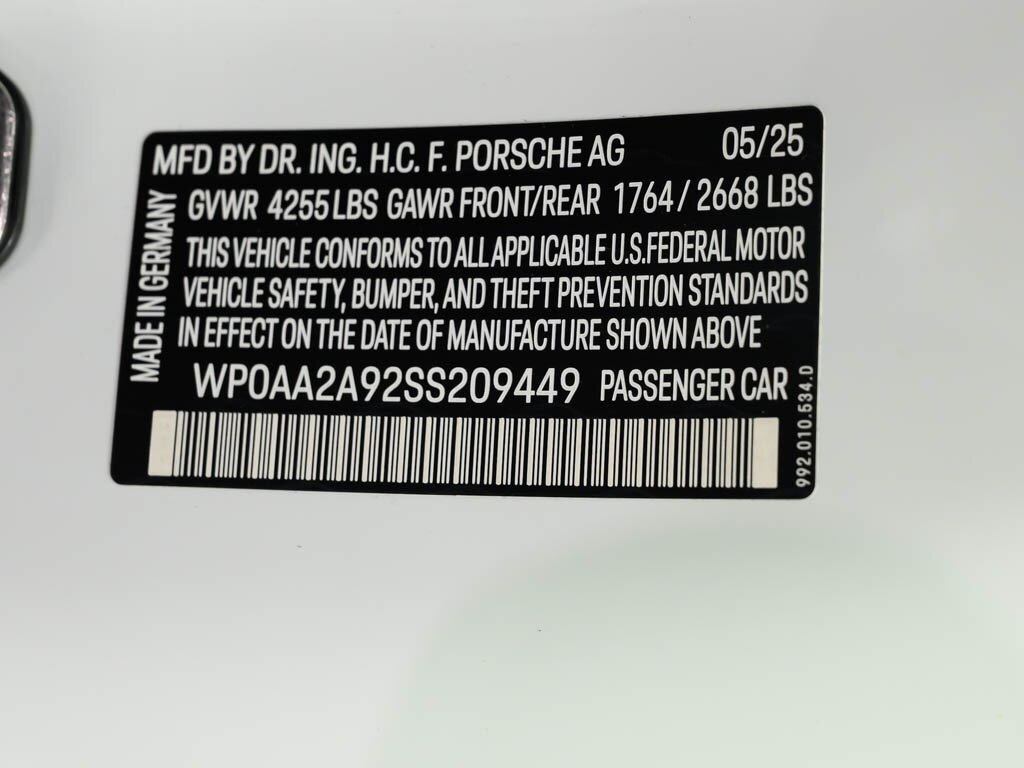 MFD BY DR. ING. H.C. F. PORSCHE AG 05/25
GVWR 4255 LBS GAWR FRONT/REAR 1764 / 2668 LBS
THIS VEHICLE CONFORMS TO ALL APPLICABLE U.S. FEDERAL MOTOR
VEHICLE SAFETY, BUMPER, AND THEFT PREVENTION STANDARDS
IN EFFECT ON THE DATE OF MANUFACTURE SHOWN ABOVE
WP0AA2A92SS209449 PASSENGER CAR
MADE IN GERMANY
992.010.534.D